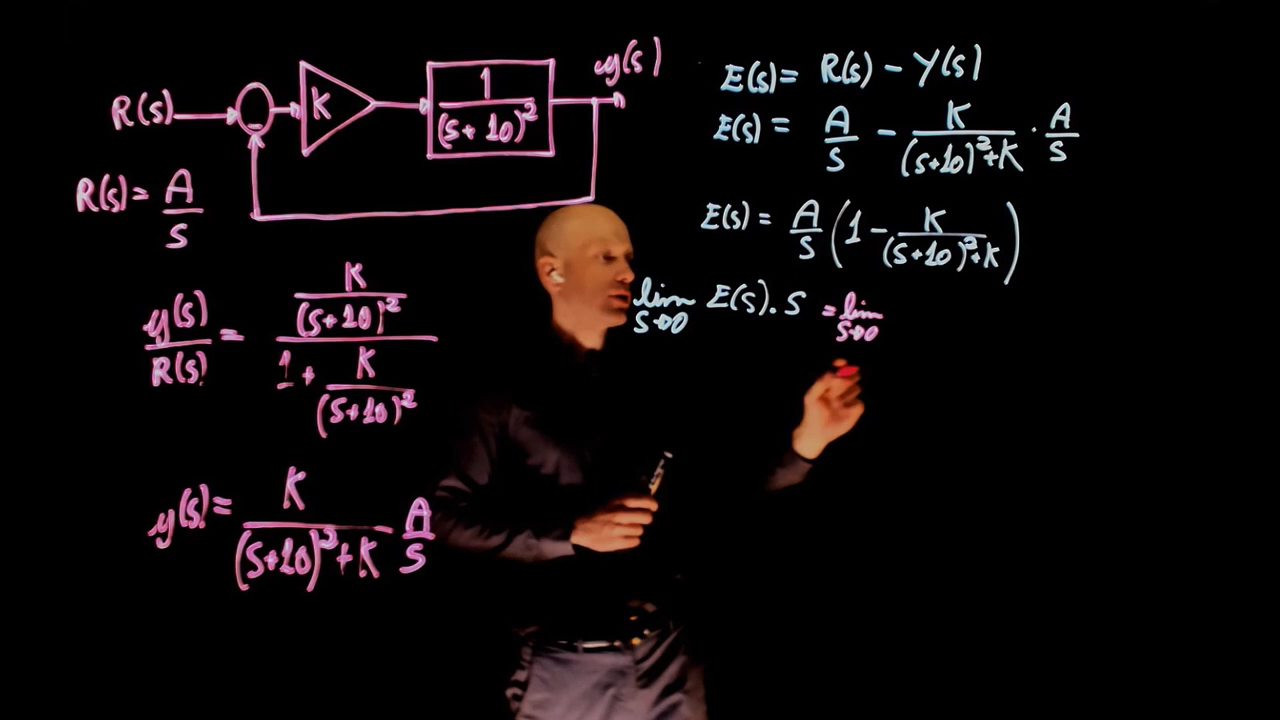 R(s)
K
1/(s+10)^2
y(s)
-
R(s) = A/s
y(s)/R(s) = (K/(s+10)^2)/(1 + K/(s+10)^2)
y(s) = K/((s+10)^2+K) A/s
E(s) = R(s) - Y(s)
E(s) = A/s - K/((s+10)^2+K) · A/s
E(s) = A/s (1 - K/((s+10)^2+K))
lim s→0 E(s) . s = lim s→0